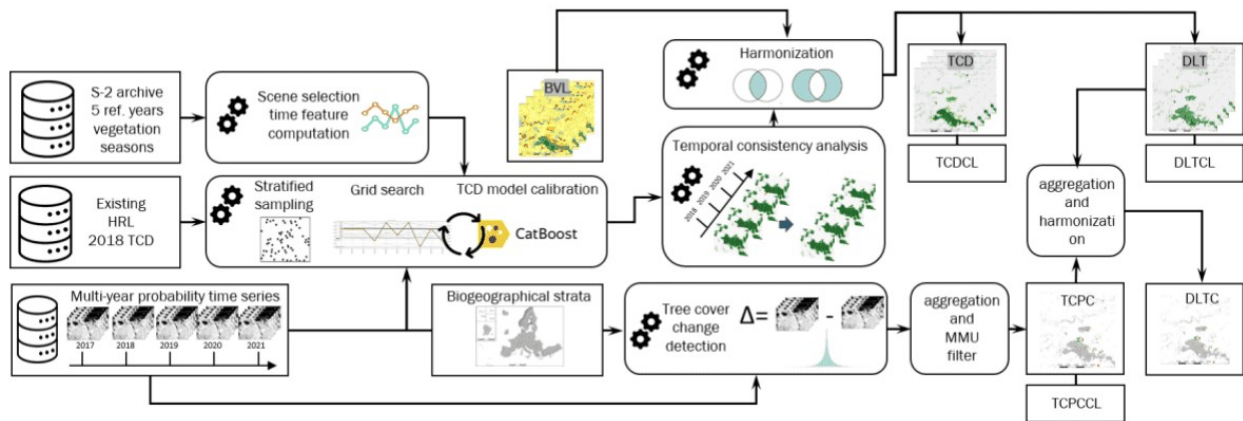 S-2 archive
5 ref. years
vegetation
seasons
Scene selection
time feature
computation
BVL
Harmonization
TCD
TCDCL
DLT
DLTCL
Existing
HRL
2018 TCD
Stratified
sampling
Grid search
TCD model calibration
CatBoost
Temporal consistency analysis
2018 2019 2020 2021
aggregation
and
harmonizati
on
Multi-year probability time series
2017 2018 2019 2020 2021
Biogeographical strata
Tree cover
change
detection
Δ= -
aggregation
and
MMU
filter
TCPC
TCPCCL
DLTC